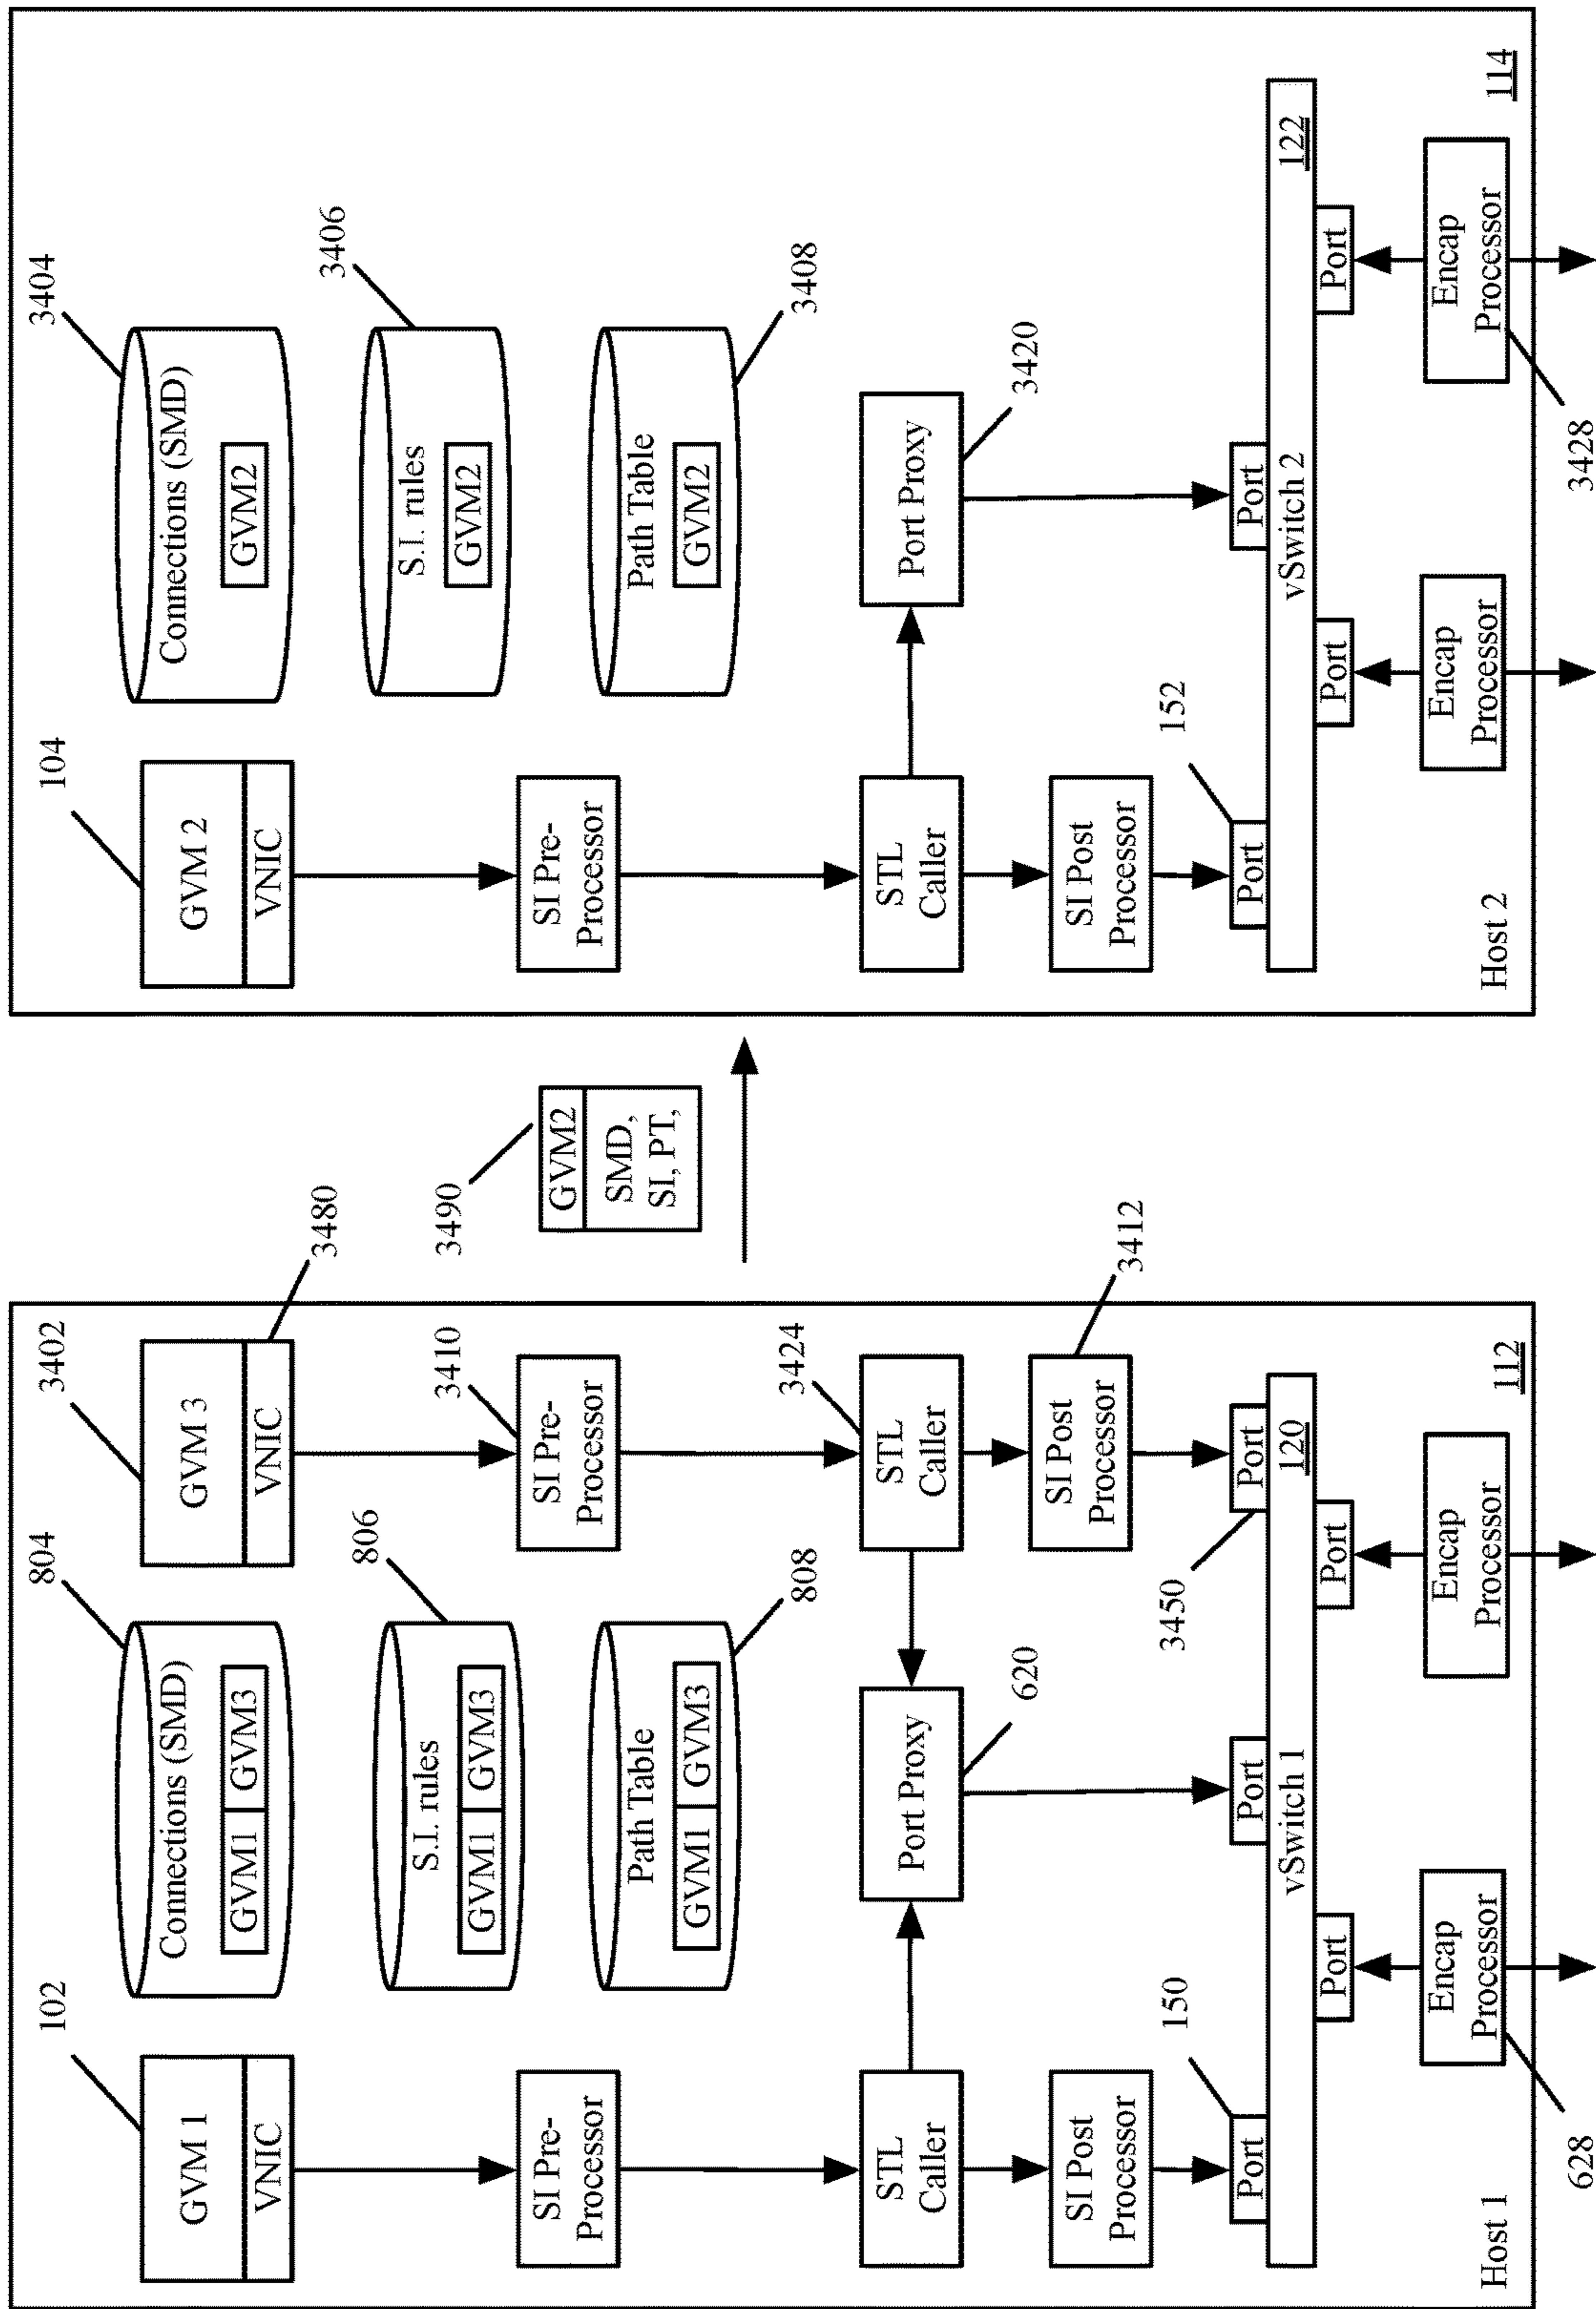 102
GVM 1
VNIC
SI Pre-
Processor
STL
Caller
SI Post
Processor
150
Port
804
Connections (SMD)
GVM1
GVM3
806
S.I. rules
GVM1
GVM3
808
Path Table
GVM1
GVM3
Port Proxy
620
Port
3402
GVM 3
VNIC
3480
3410
SI Pre-
Processor
3424
STL
Caller
3412
SI Post
Processor
3450
Port
vSwitch 1
120
Port
Port
Encap
Processor
628
Encap
Processor
Host 1
112
3490
GVM2
SMD,
SI, PT,
104
GVM 2
VNIC
SI Pre-
Processor
STL
Caller
SI Post
Processor
152
Port
3404
Connections (SMD)
GVM2
3406
S.I. rules
GVM2
3408
Path Table
GVM2
Port Proxy
3420
Port
vSwitch 2
122
Port
Port
Encap
Processor
Encap
Processor
3428
Host 2
114